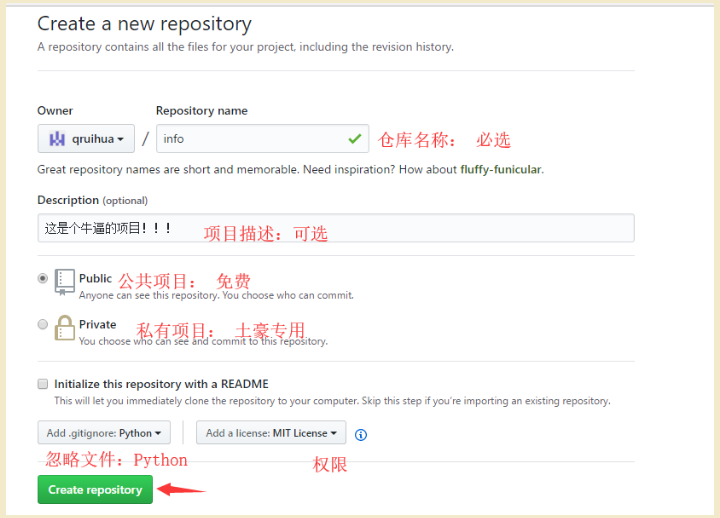 Create a new repository
A repository contains all the files for your project, including the revision history.
Owner Repository name
qruihua / info 仓库名称： 必选
Great repository names are short and memorable. Need inspiration? How about fluffy-funicular.
Description (optional)
这是个牛逼的项目！！！ 项目描述：可选
Public 公共项目： 免费
Anyone can see this repository. You choose who can commit.
Private 私有项目： 土豪专用
You choose who can see and commit to this repository.
Initialize this repository with a README
This will let you immediately clone the repository to your computer. Skip this step if you're importing an existing repository.
Add .gitignore: Python Add a license: MIT License
忽略文件：Python 权限
Create repository